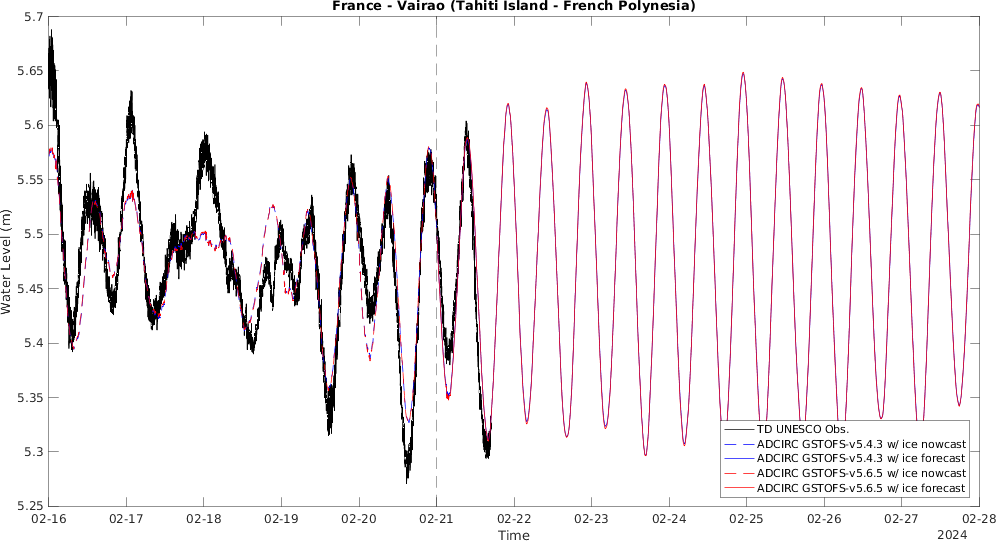 France - Vairao (Tahiti Island - French Polynesia)
5.7
5.65
5.6
5.55
5.5
5.45
5.4
5.35
5.3
5.25
Water Level (m)
TD UNESCO Obs.
ADCIRC GSTOFS-v5.4.3 w/ ice nowcast
ADCIRC GSTOFS-v5.4.3 w/ ice forecast
ADCIRC GSTOFS-v5.6.5 w/ ice nowcast
ADCIRC GSTOFS-v5.6.5 w/ ice forecast
02-16 02-17 02-18 02-19 02-20 02-21 02-22 02-23 02-24 02-25 02-26 02-27 02-28
Time
2024